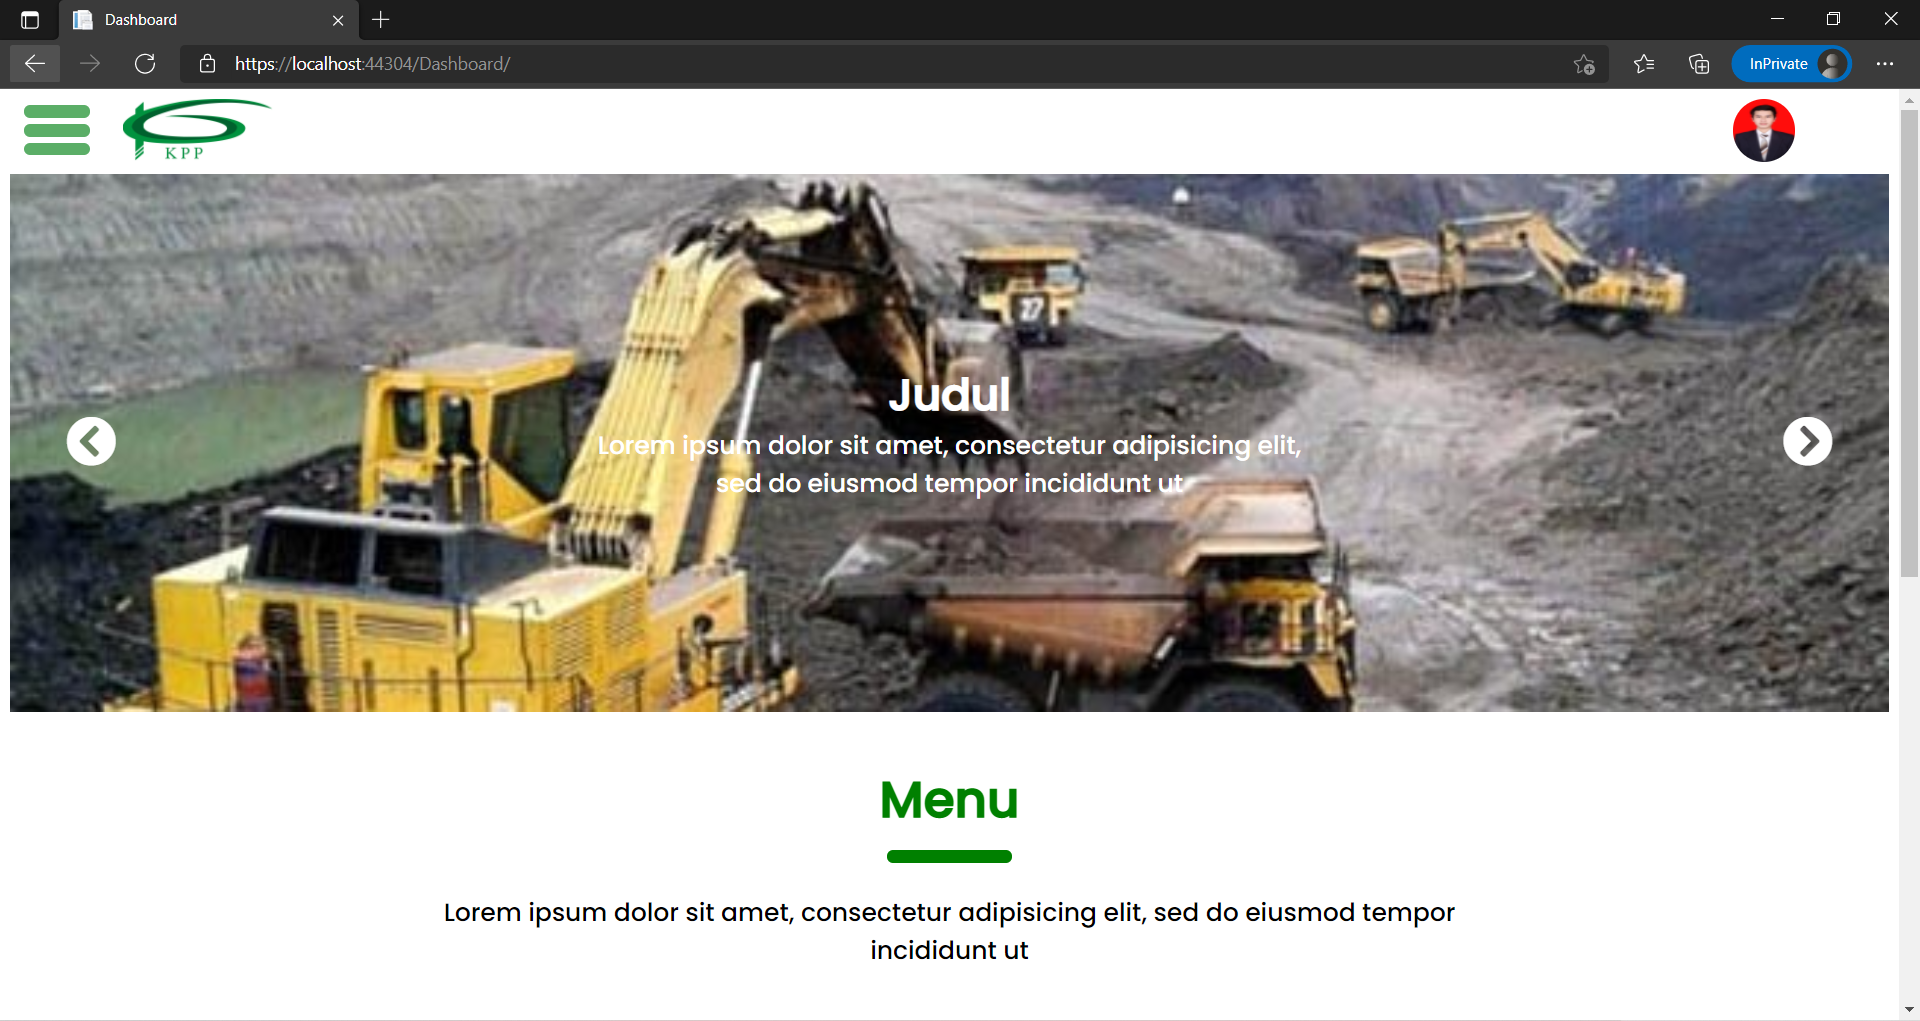 Dashboard
https://localhost:44304/Dashboard/
InPrivate
KPP
27
Judul
Lorem ipsum dolor sit amet, consectetur adipisicing elit,
sed do eiusmod tempor incididunt ut
Menu
Lorem ipsum dolor sit amet, consectetur adipisicing elit, sed do eiusmod tempor
incididunt ut